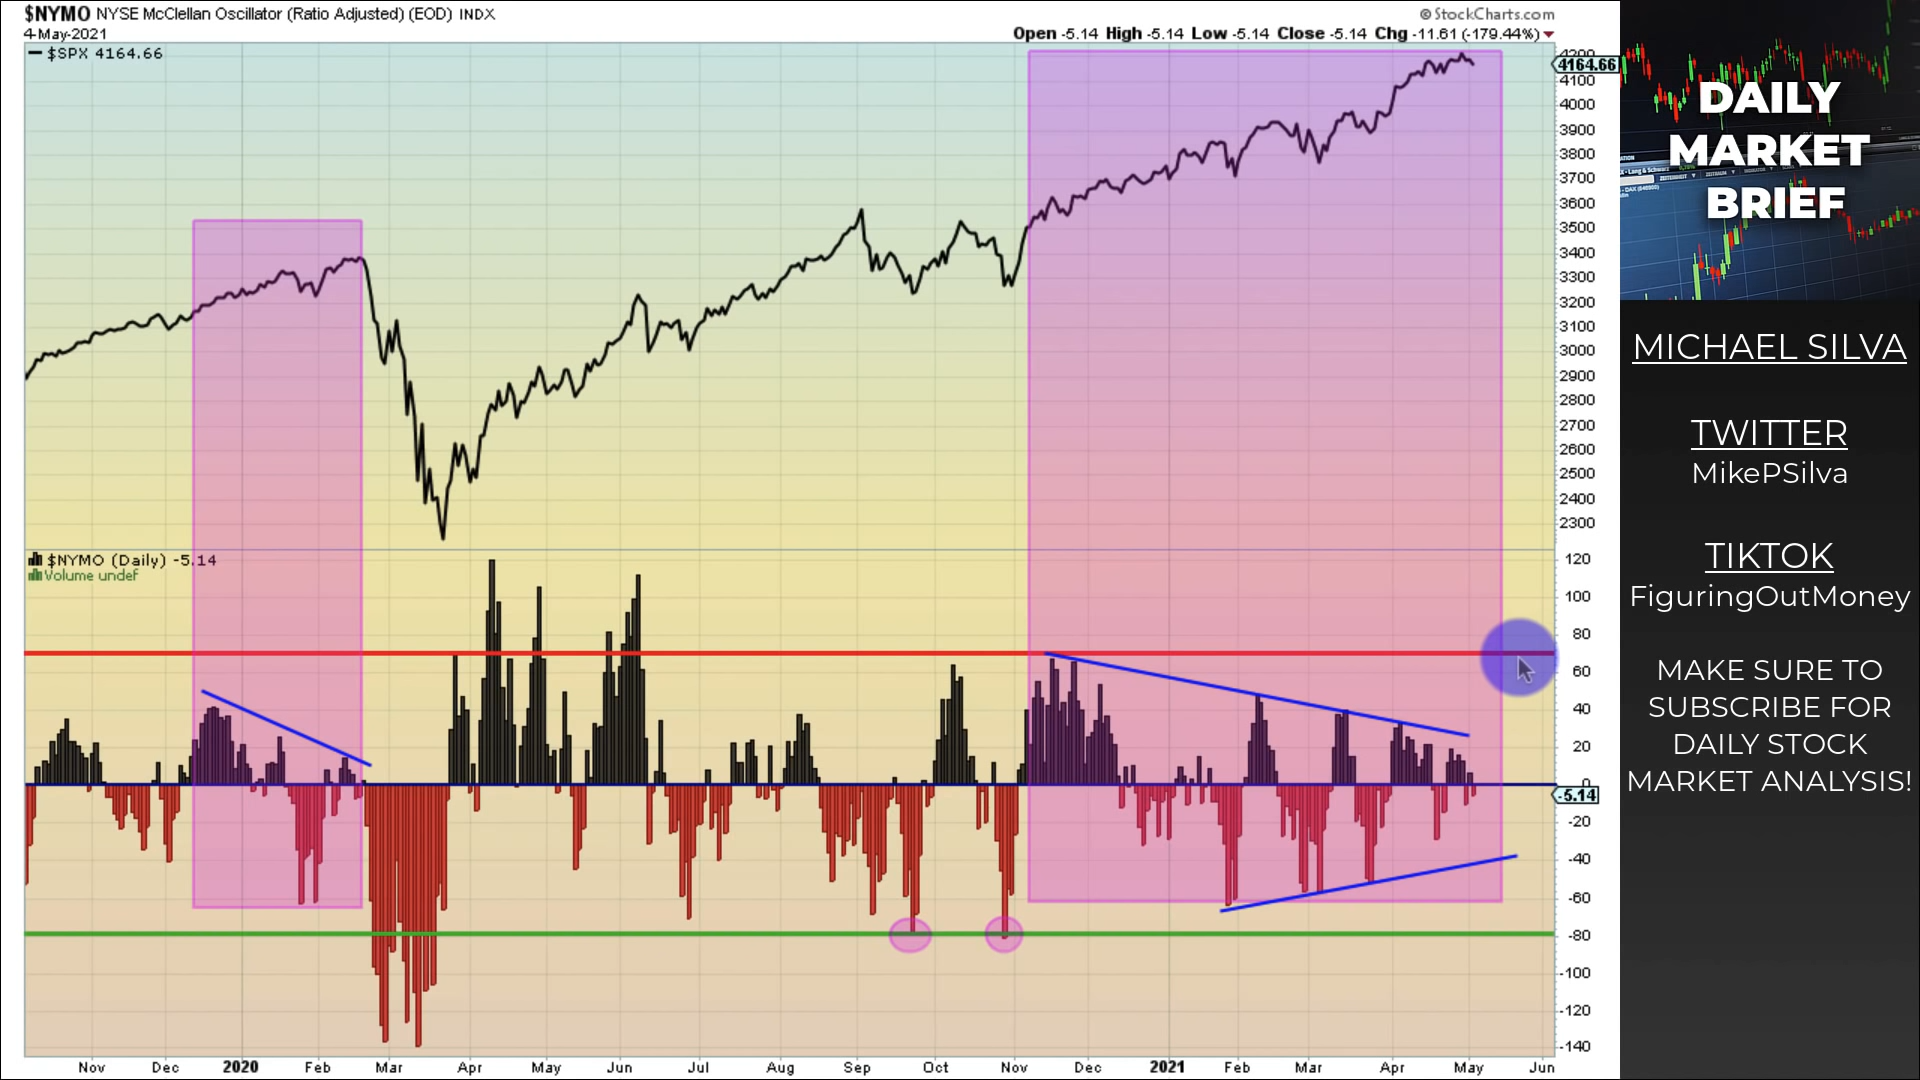 $NYMO NYSE McClellan Oscillator (Ratio Adjusted) (EOD) INDX
© StockCharts.com
4-May-2021
Open -5.14 High -5.14 Low -5.14 Close -5.14 Chg -11.61 (-179.44%)
$SPX 4164.66
4200
4164.66
4100
4000
3900
3800
3700
3600
3500
3400
3300
3200
3100
3000
2900
2800
2700
2600
2500
2400
2300
$NYMO (Daily) -5.14
Volume undef
120
100
80
60
40
20
0
-5.14
-20
-40
-60
-80
-100
-120
-140
Nov Dec 2020 Feb Mar Apr May Jun Jul Aug Sep Oct Nov Dec 2021 Feb Mar Apr May Jun
DAILY
MARKET
BRIEF
MICHAEL SILVA
TWITTER
MikePSilva
TIKTOK
FiguringOutMoney
MAKE SURE TO
SUBSCRIBE FOR
DAILY STOCK
MARKET ANALYSIS!